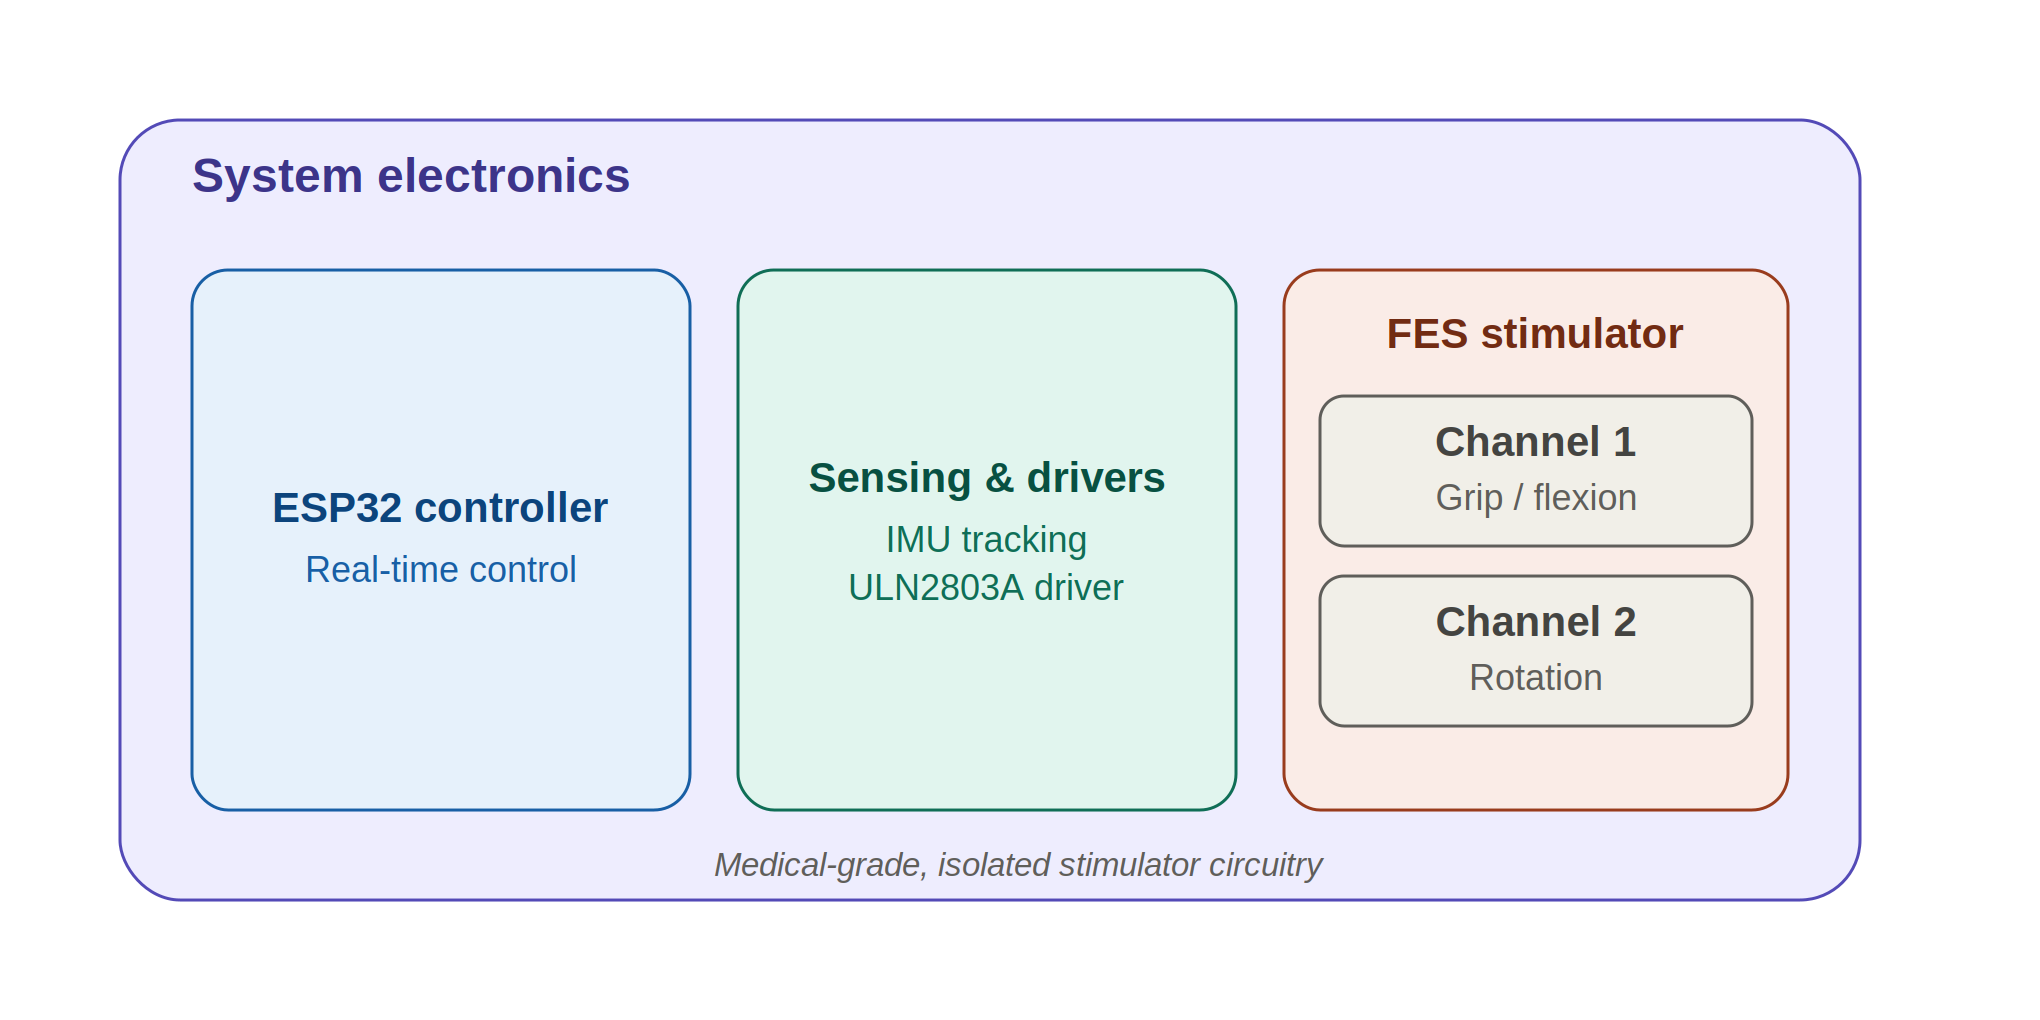 System electronics
ESP32 controller
Real-time control
Sensing & drivers
IMU tracking
ULN2803A driver
FES stimulator
Channel 1
Grip / flexion
Channel 2
Rotation
Medical-grade, isolated stimulator circuitry